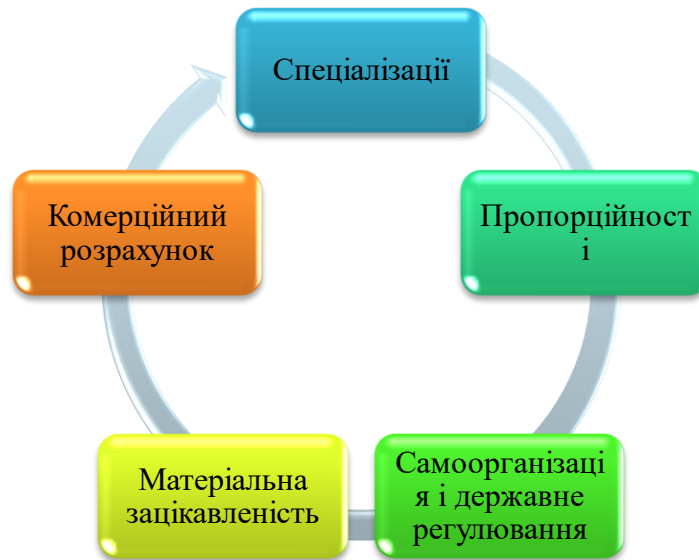 Спеціалізації
Пропорційност
і
Самоорганізаці
я і державне
регулювання
Матеріальна
зацікавленість
Комерційний
розрахунок